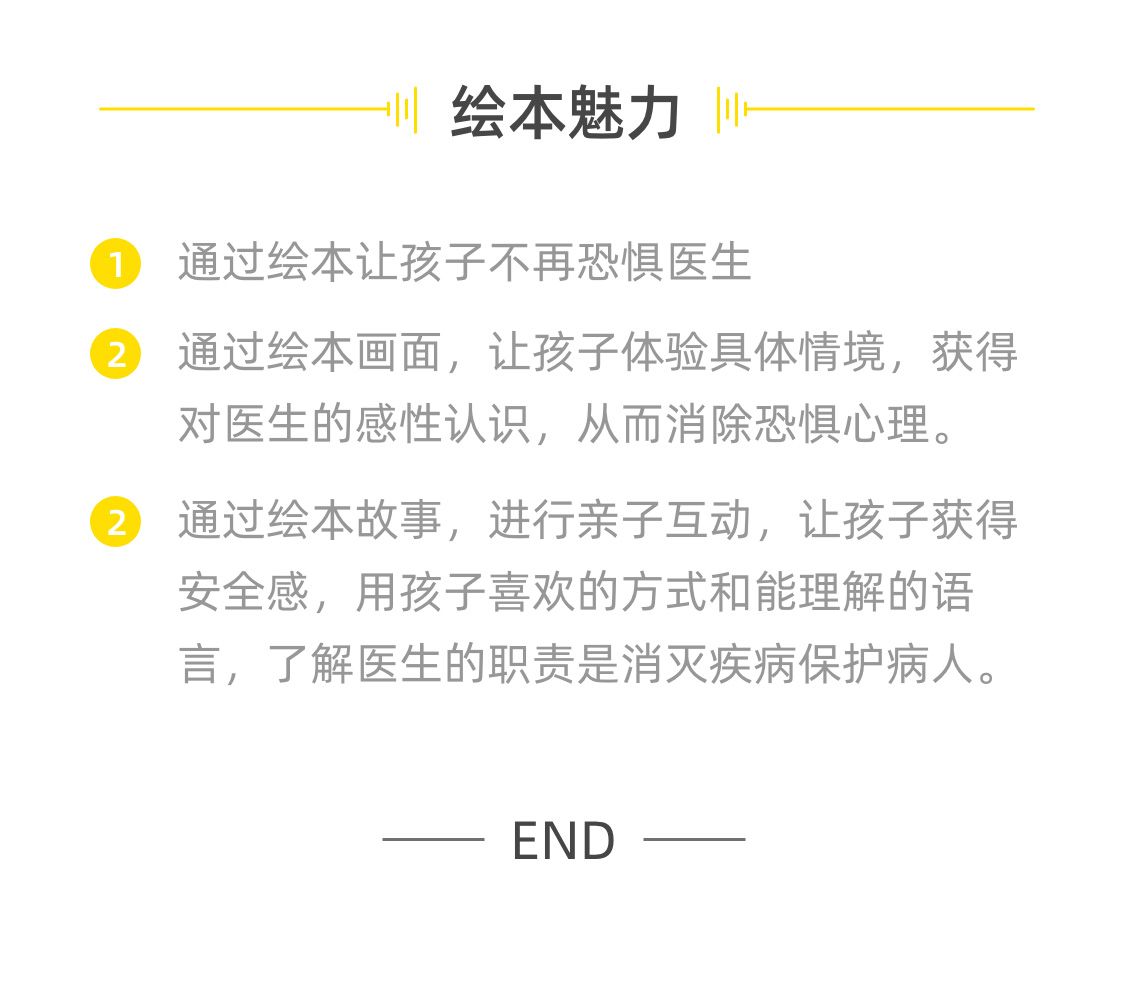 绘本魅力
1 通过绘本让孩子不再恐惧医生
2 通过绘本画面，让孩子体验具体情境，获得
对医生的感性认识，从而消除恐惧心理。
2 通过绘本故事，进行亲子互动，让孩子获得
安全感，用孩子喜欢的方式和能理解的语
言，了解医生的职责是消灭疾病保护病人。
END